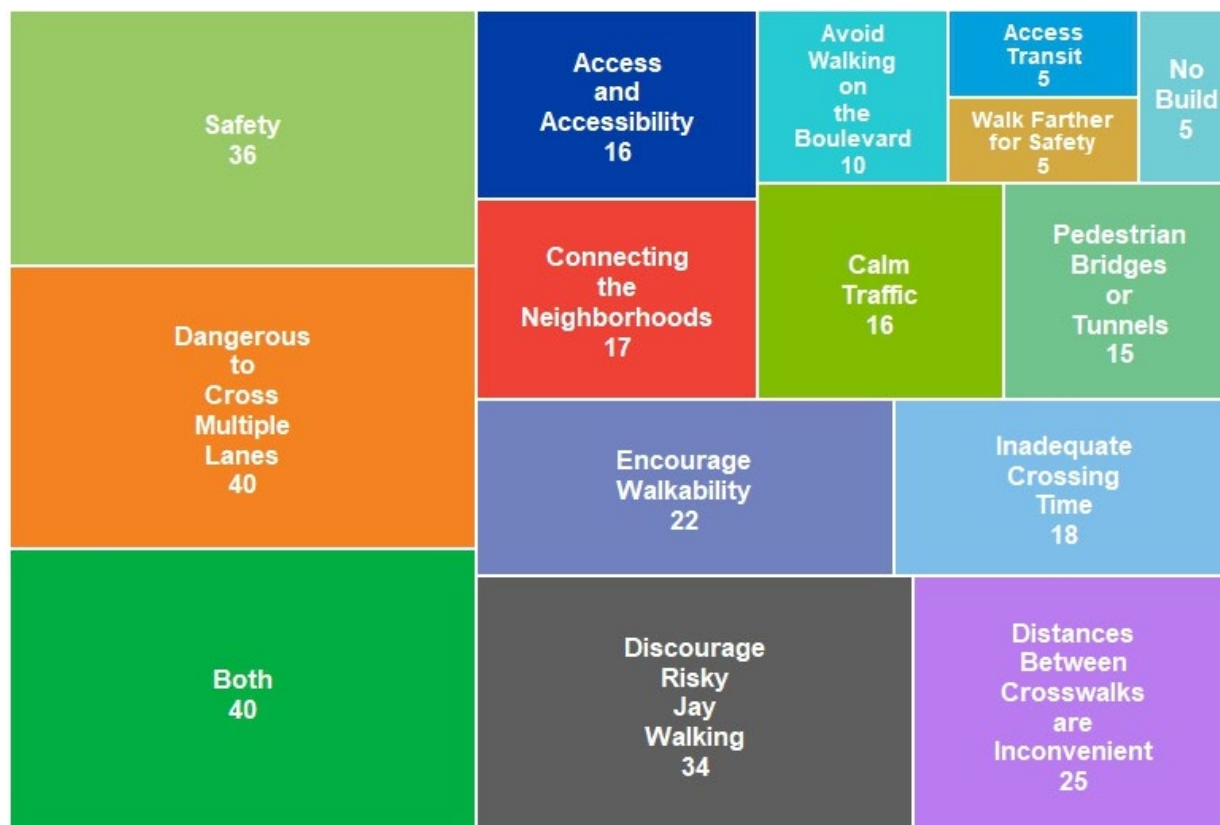 Safety
36
Dangerous
to
Cross
Multiple
Lanes
40
Both
40
Access
and
Accessibility
16
Connecting
the
Neighborhoods
17
Avoid
Walking
on
the
Boulevard
10
Access
Transit
5
Walk Farther
for Safety
5
No
Build
5
Calm
Traffic
16
Pedestrian
Bridges
or
Tunnels
15
Encourage
Walkability
22
Inadequate
Crossing
Time
18
Discourage
Risky
Jay
Walking
34
Distances
Between
Crosswalks
are
Inconvenient
25